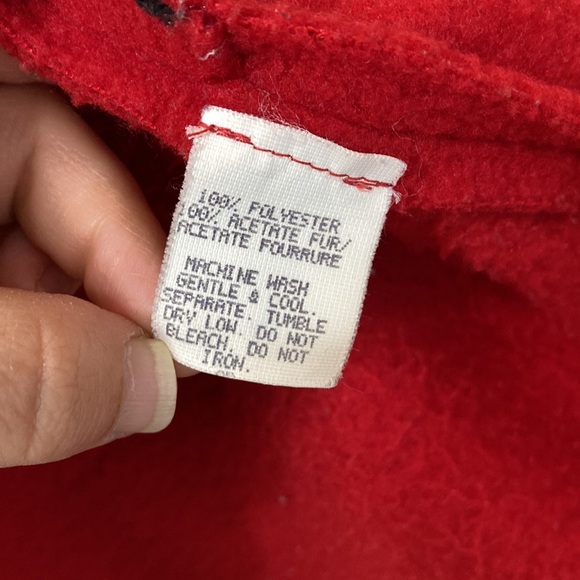 100% POLYESTER
100% ACETATE FUR/
ACETATE FOURRURE
MACHINE WASH
GENTLE & COOL.
SEPARATE. TUMBLE
DRY LOW. DO NOT
BLEACH. DO NOT
IRON.